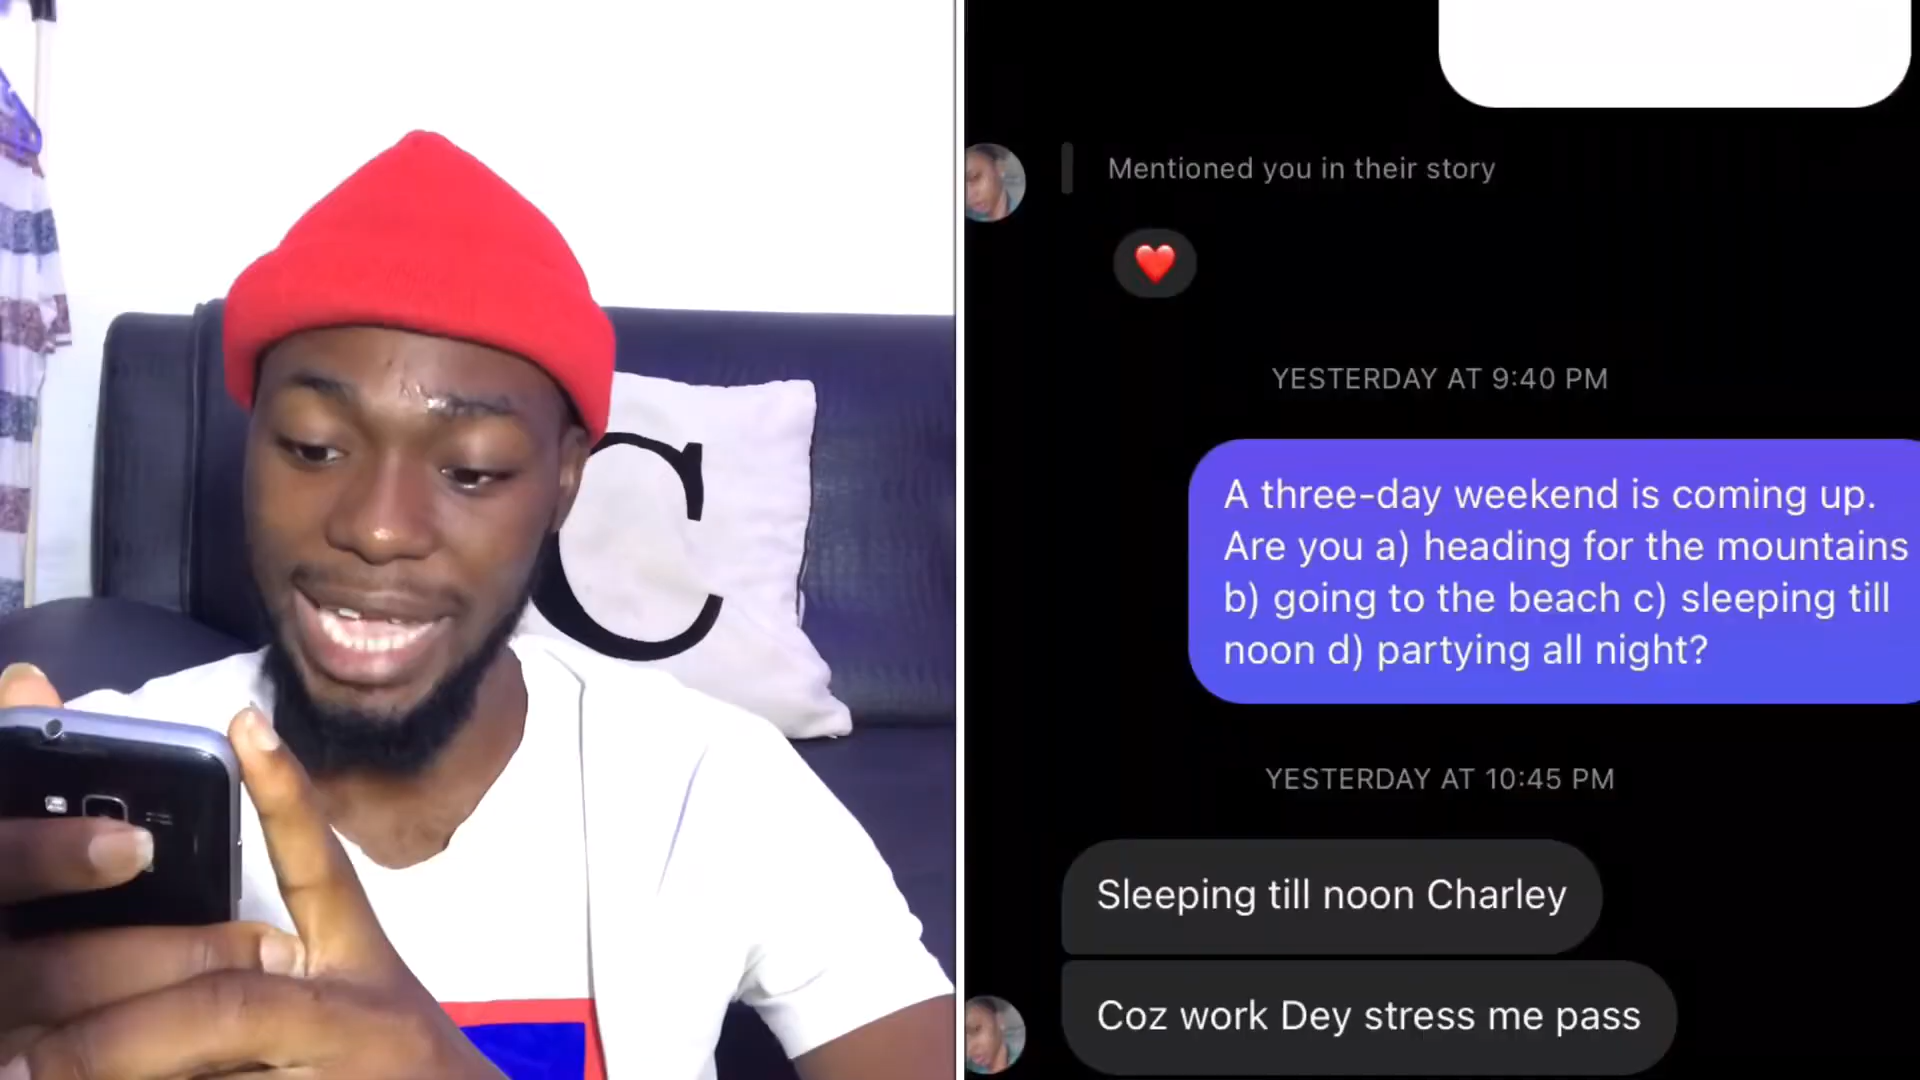 C
Mentioned you in their story
❤️
YESTERDAY AT 9:40 PM
A three-day weekend is coming up.
Are you a) heading for the mountains
b) going to the beach c) sleeping till
noon d) partying all night?
YESTERDAY AT 10:45 PM
Sleeping till noon Charley
Coz work Dey stress me pass